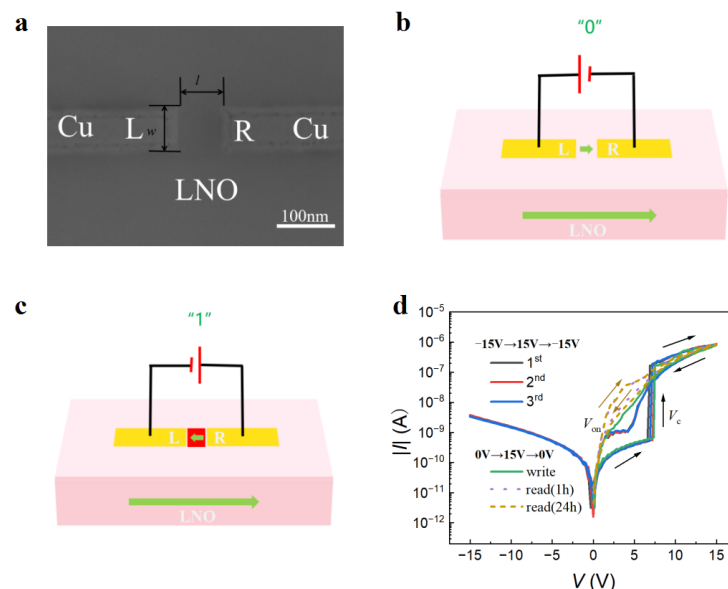 a
l
Cu
L
w
R
Cu
LNO
100nm
b
"0"
L
R
LNO
c
"1"
L
R
LNO
d
|I| (A)
10⁻⁵
10⁻⁶
10⁻⁷
10⁻⁸
10⁻⁹
10⁻¹⁰
10⁻¹¹
10⁻¹²
−15V→15V→−15V
1st
2nd
3rd
0V→15V→0V
write
read(1h)
read(24h)
Von
Vc
−15 −10 −5 0 5 10 15
V (V)